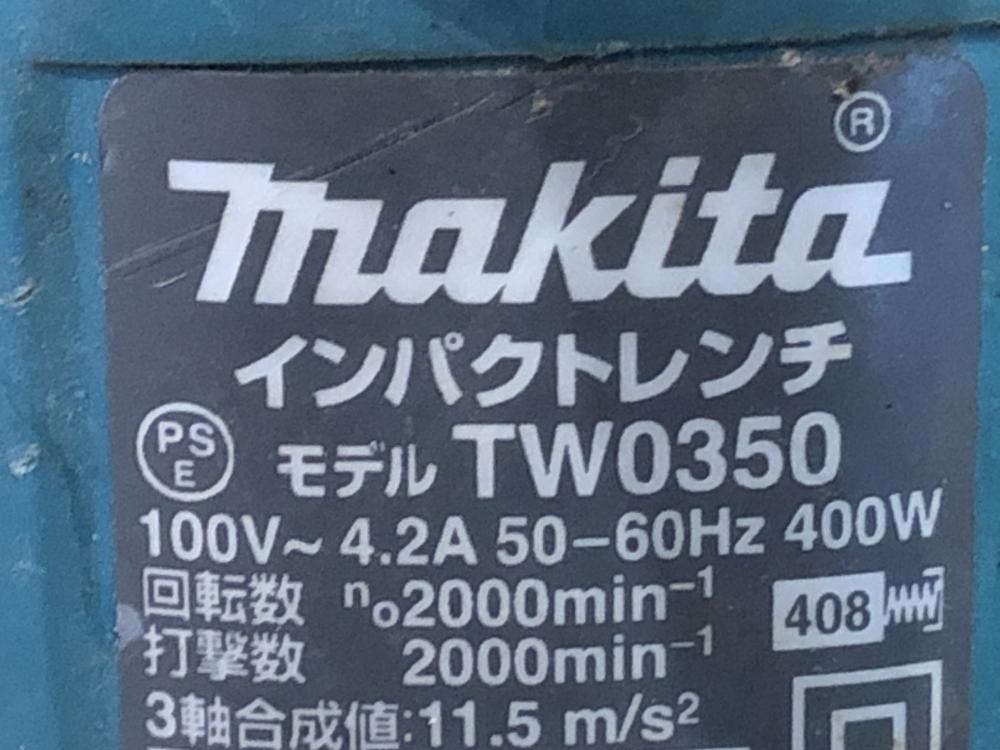 makita ®
インパクトレンチ
PS E モデル TW0350
100V~ 4.2A 50-60Hz 400W
回転数 n₀2000min⁻¹ 408
打撃数 2000min⁻¹
3軸合成値:11.5 m/s²